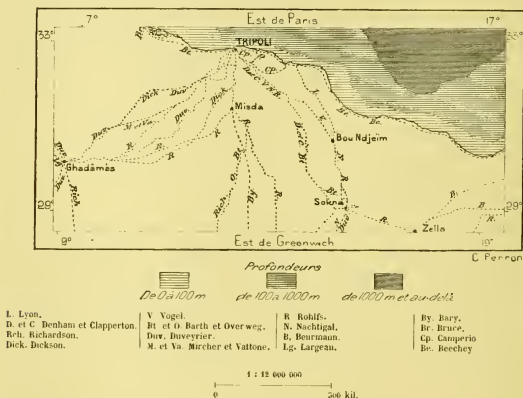 7° Est de Paris 17°
33° 33°
TRIPOLI
Misda
Bou Ndjeïm
Ghadâmès
29° 29°
Sokna
Zella
9° Est de Greenwich 19°
C. Perron
Profondeurs
De 0 à 100 m de 100 à 1000 m de 1000 m et au-delà
L. Lyon.
D. et C. Denham et Clapperton.
Rch. Richardson.
Dick. Dickson.
V Vogel.
Bt et O. Barth et Overweg.
Duv. Duveyrier.
M. et Va. Mircher et Vattone.
R Rohlfs.
N. Nachtigal.
B, Beurmann.
Lg. Largeau.
By. Bary.
Br. Bruce.
Cp. Camperio
Be. Beechey
1 : 12 000 000
0 300 kil.